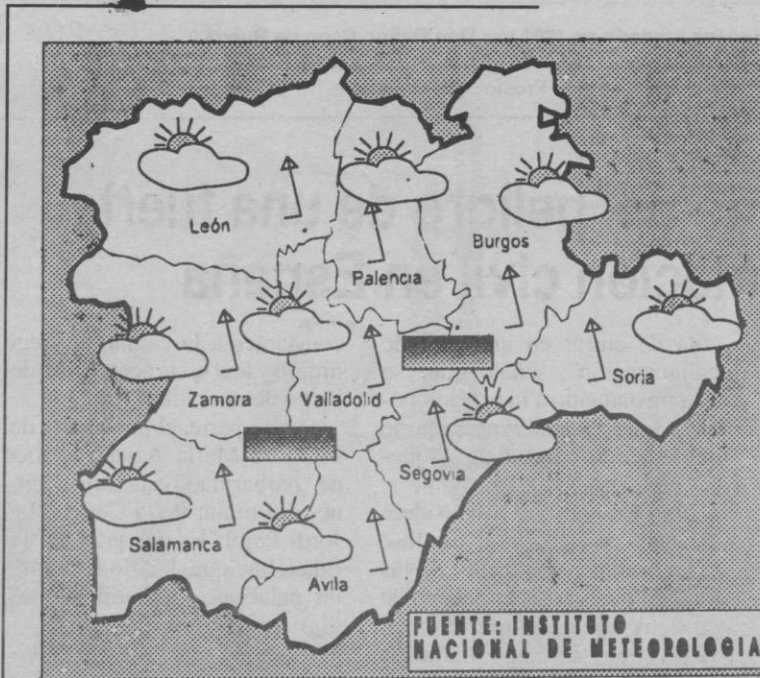 León
Palencia
Burgos
Zamora
Valladolid
Soria
Segovia
Salamanca
Avila
FUENTE: INSTITUTO
NACIONAL DE METEOROLOGIA